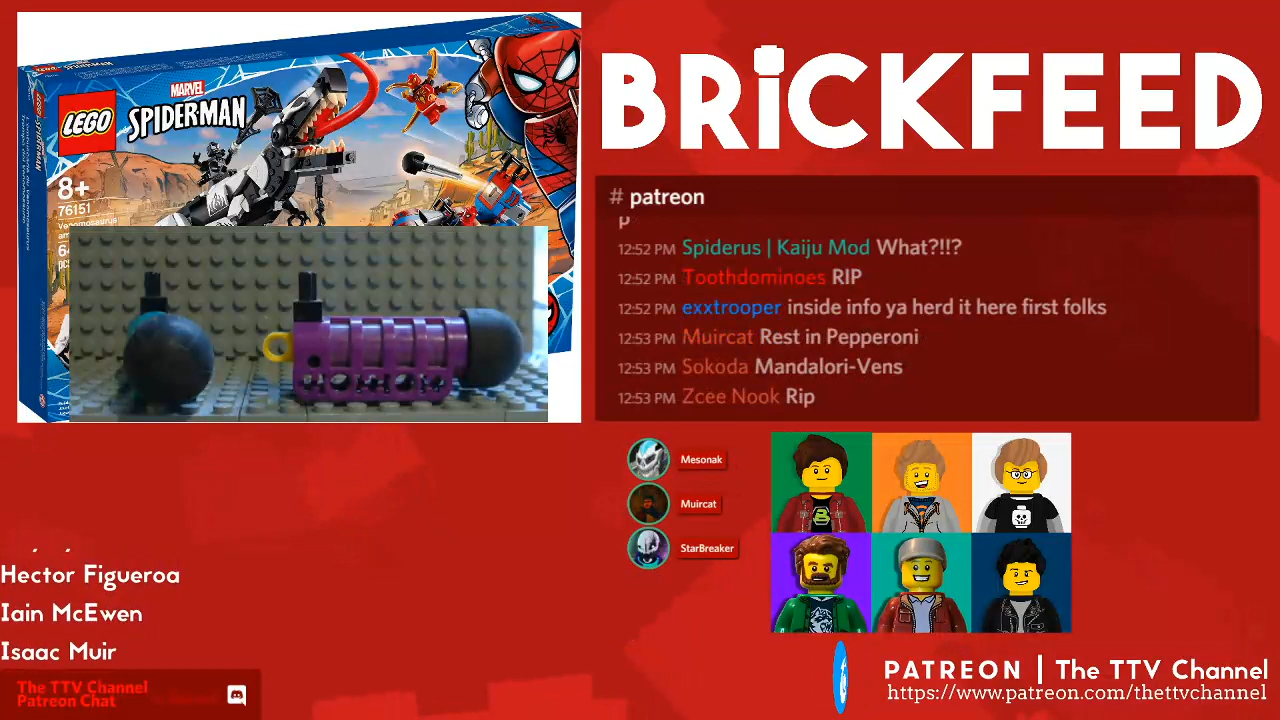 LEGO
MARVEL
SPIDERMAN
8+
76151
BRICKFEED
# patreon
12:52 PM Spiderus | Kaiju Mod What?!!?
12:52 PM Toothdominoes RIP
12:52 PM exxtrooper inside info ya herd it here first folks
12:53 PM Muircat Rest in Pepperoni
12:53 PM Sokoda Mandalori-Vens
12:53 PM Zcee Nook Rip
Mesonak
Muircat
StarBreaker
Hector Figueroa
Iain McEwen
Isaac Muir
The TTV Channel
Patreon Chat
PATREON | The TTV Channel
https://www.patreon.com/thettvchannel